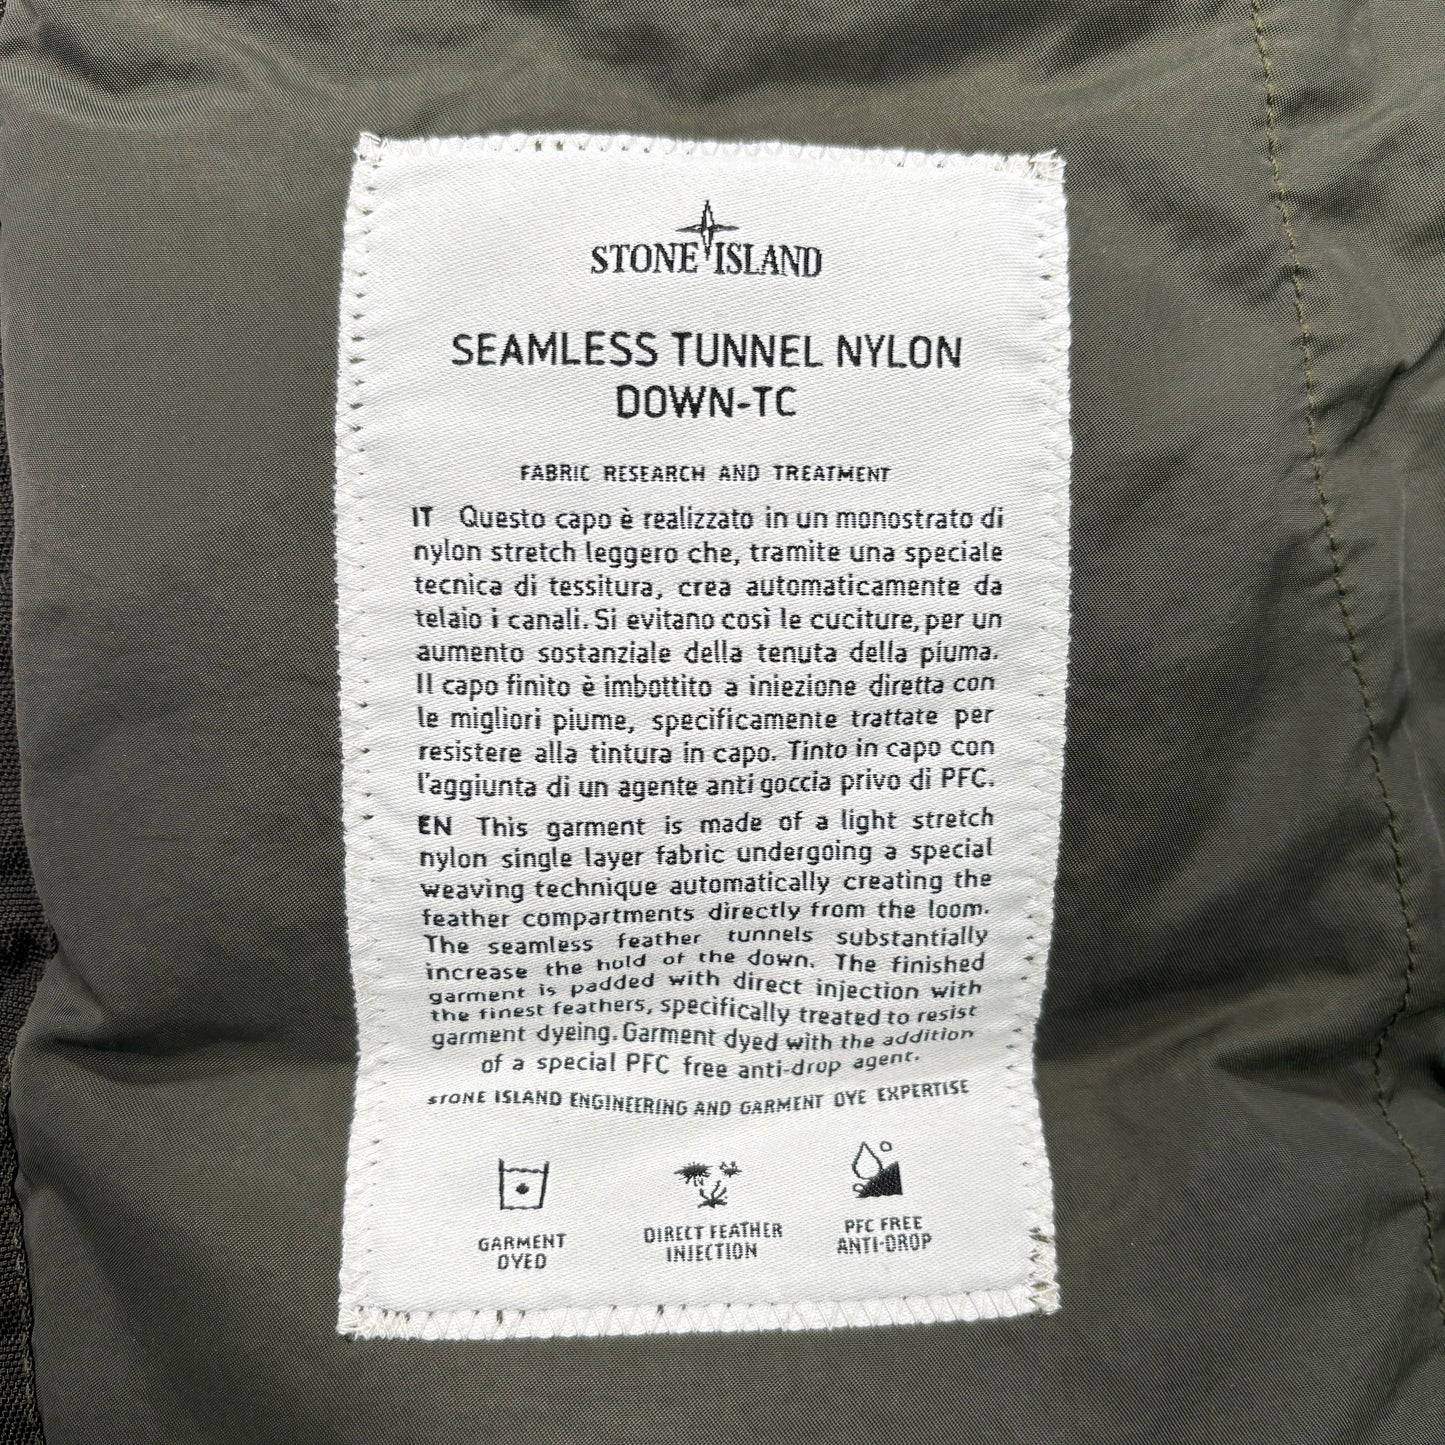 STONE ISLAND
SEAMLESS TUNNEL NYLON
DOWN-TC
FABRIC RESEARCH AND TREATMENT
IT Questo capo è realizzato in un monostrato di
nylon stretch leggero che, tramite una speciale
tecnica di tessitura, crea automaticamente da
telaio i canali. Si evitano così le cuciture, per un
aumento sostanziale della tenuta della piuma.
Il capo finito è imbottito a iniezione diretta con
le migliori piume, specificamente trattate per
resistere alla tintura in capo. Tinto in capo con
l'aggiunta di un agente anti goccia privo di PFC.
EN This garment is made of a light stretch
nylon single layer fabric undergoing a special
weaving technique automatically creating the
feather compartments directly from the loom.
The seamless feather tunnels substantially
increase the hold of the down. The finished
garment is padded with direct injection with
the finest feathers, specifically treated to resist
garment dyeing. Garment dyed with the addition
of a special PFC free anti-drop agent.
STONE ISLAND ENGINEERING AND GARMENT DYE EXPERTISE
GARMENT
DYED
DIRECT FEATHER
INJECTION
PFC FREE
ANTI-DROP